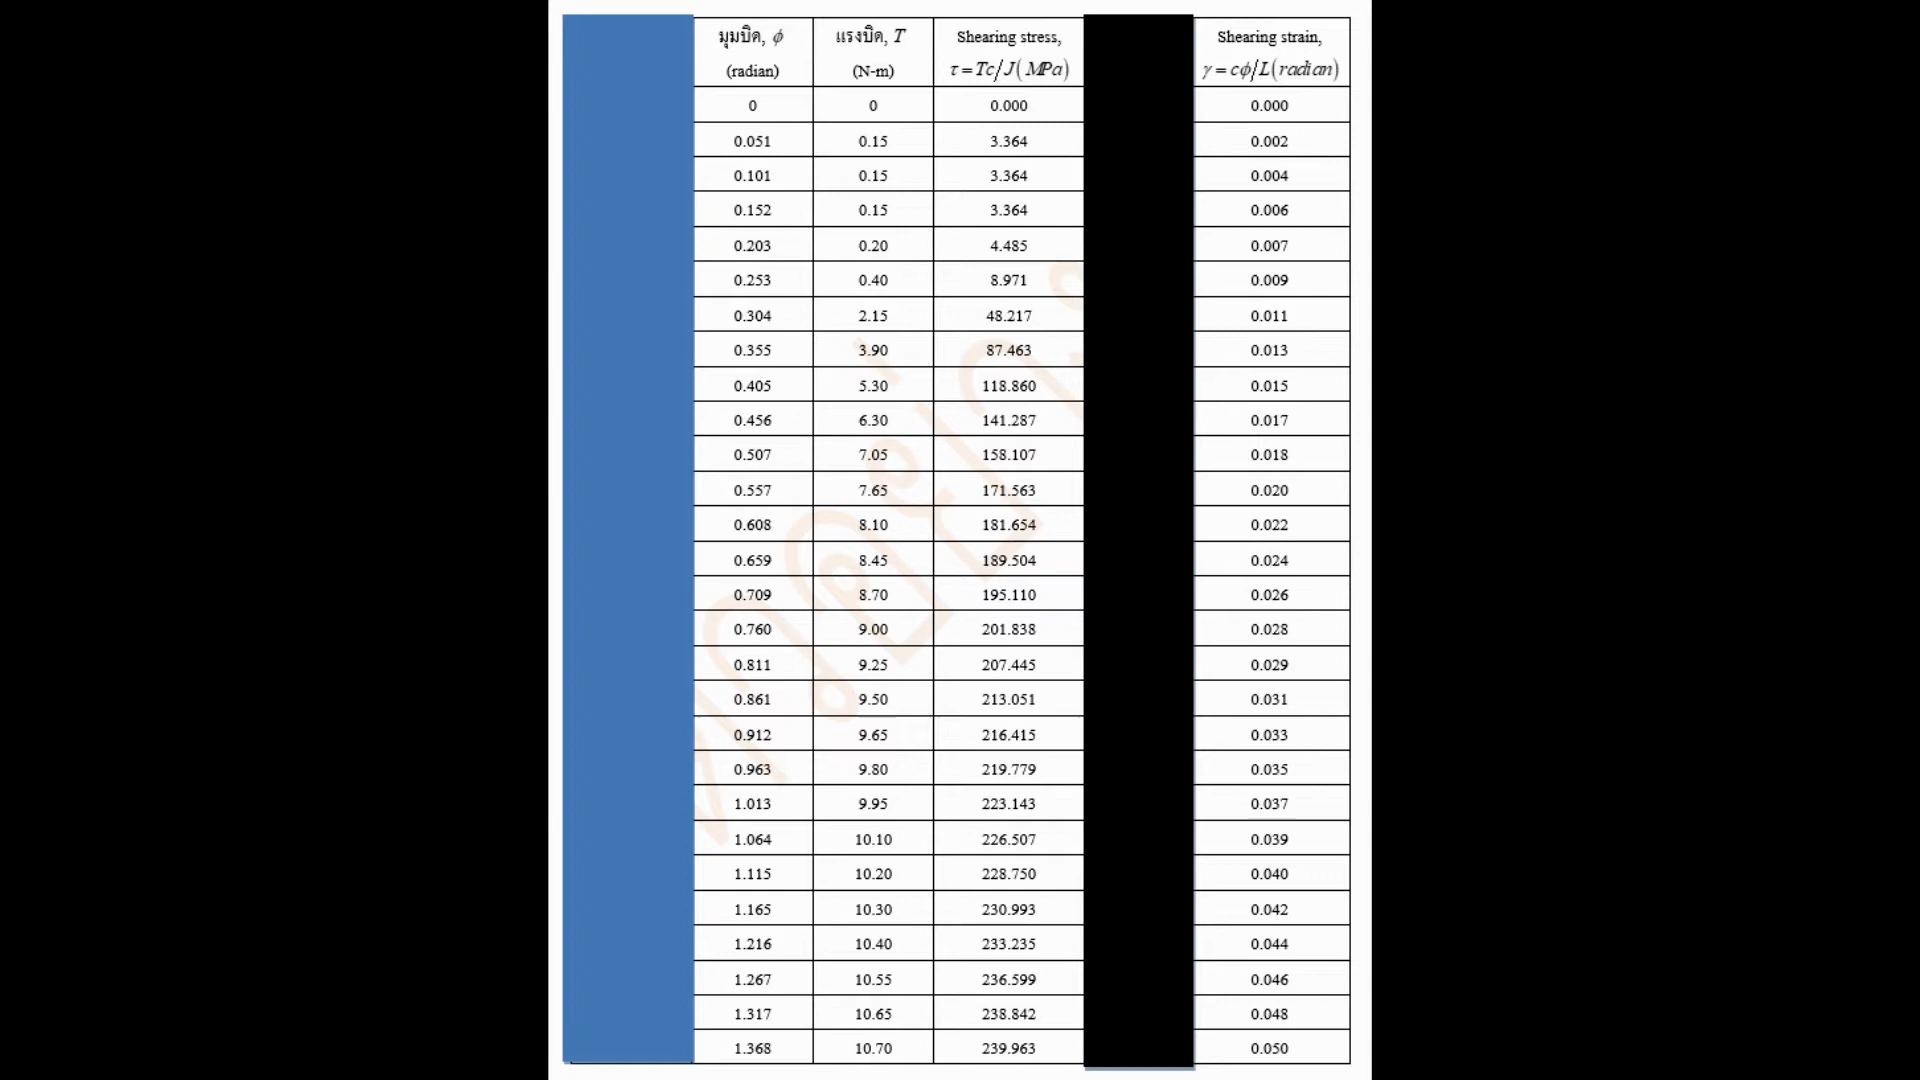 มุมบิด, ϕ แรงบิด, T Shearing stress, Shearing strain,
(radian) (N-m) τ = Tc/J (MPa) γ = cϕ/L (radian)
0 0 0.000 0.000
0.051 0.15 3.364 0.002
0.101 0.15 3.364 0.004
0.152 0.15 3.364 0.006
0.203 0.20 4.485 0.007
0.253 0.40 8.971 0.009
0.304 2.15 48.217 0.011
0.355 3.90 87.463 0.013
0.405 5.30 118.860 0.015
0.456 6.30 141.287 0.017
0.507 7.05 158.107 0.018
0.557 7.65 171.563 0.020
0.608 8.10 181.654 0.022
0.659 8.45 189.504 0.024
0.709 8.70 195.110 0.026
0.760 9.00 201.838 0.028
0.811 9.25 207.445 0.029
0.861 9.50 213.051 0.031
0.912 9.65 216.415 0.033
0.963 9.80 219.779 0.035
1.013 9.95 223.143 0.037
1.064 10.10 226.507 0.039
1.115 10.20 228.750 0.040
1.165 10.30 230.993 0.042
1.216 10.40 233.235 0.044
1.267 10.55 236.599 0.046
1.317 10.65 238.842 0.048
1.368 10.70 239.963 0.050